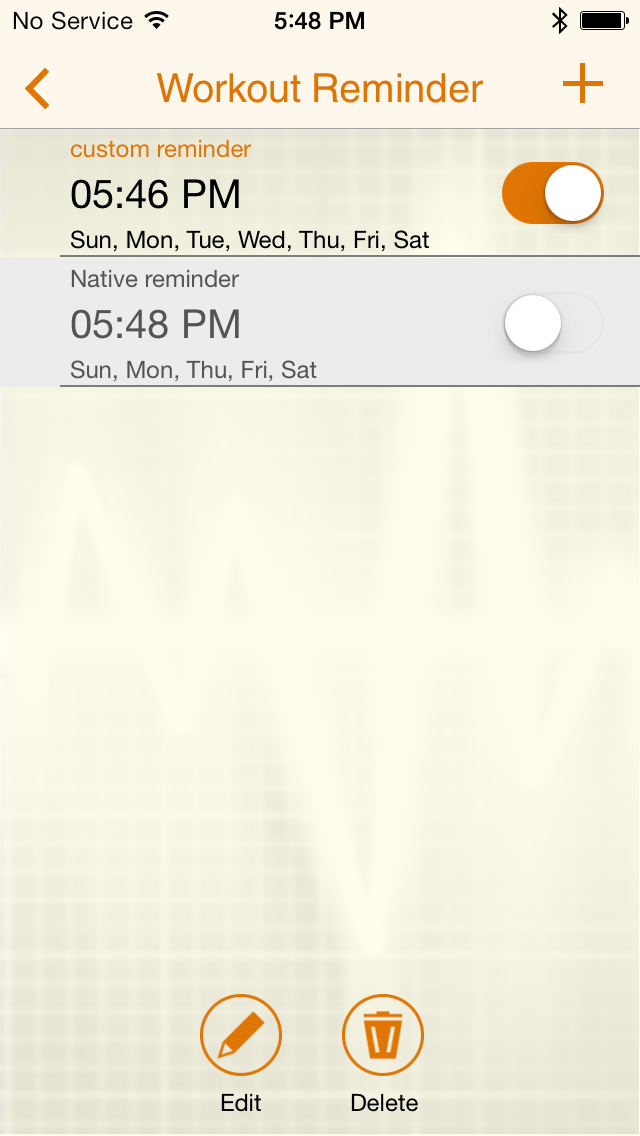 No Service 5:48 PM
Workout Reminder
custom reminder
05:46 PM
Sun, Mon, Tue, Wed, Thu, Fri, Sat
Native reminder
05:48 PM
Sun, Mon, Thu, Fri, Sat
Edit Delete